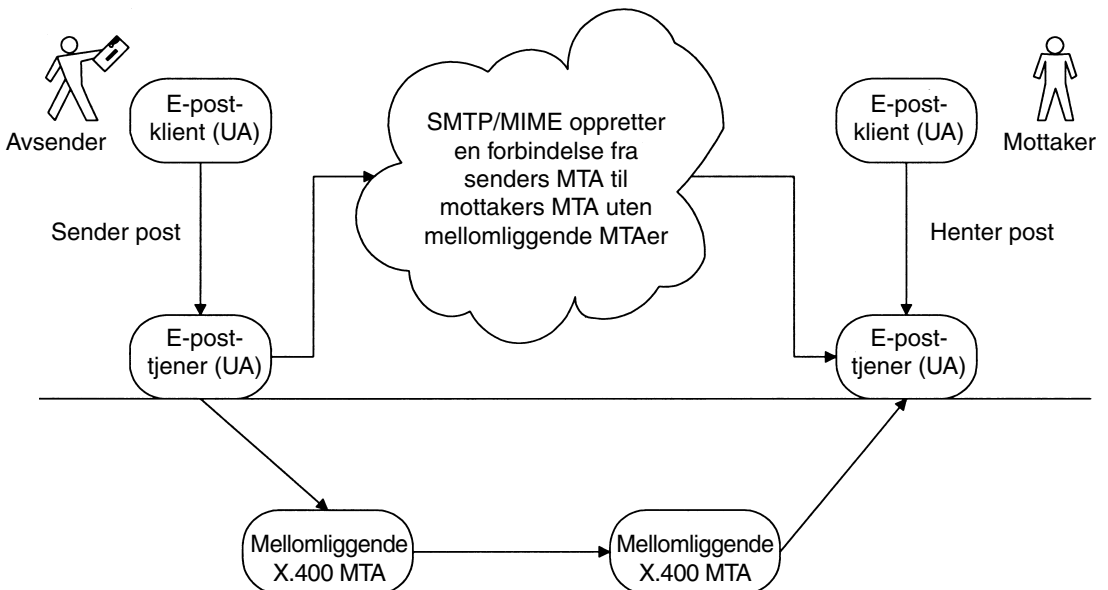 Avsender
E-post-
klient (UA)
SMTP/MIME oppretter
en forbindelse fra
senders MTA til
mottakers MTA uten
mellomliggende MTAer
E-post-
klient (UA)
Mottaker
Sender post
Henter post
E-post-
tjener (UA)
E-post-
tjener (UA)
Mellomliggende
X.400 MTA
Mellomliggende
X.400 MTA